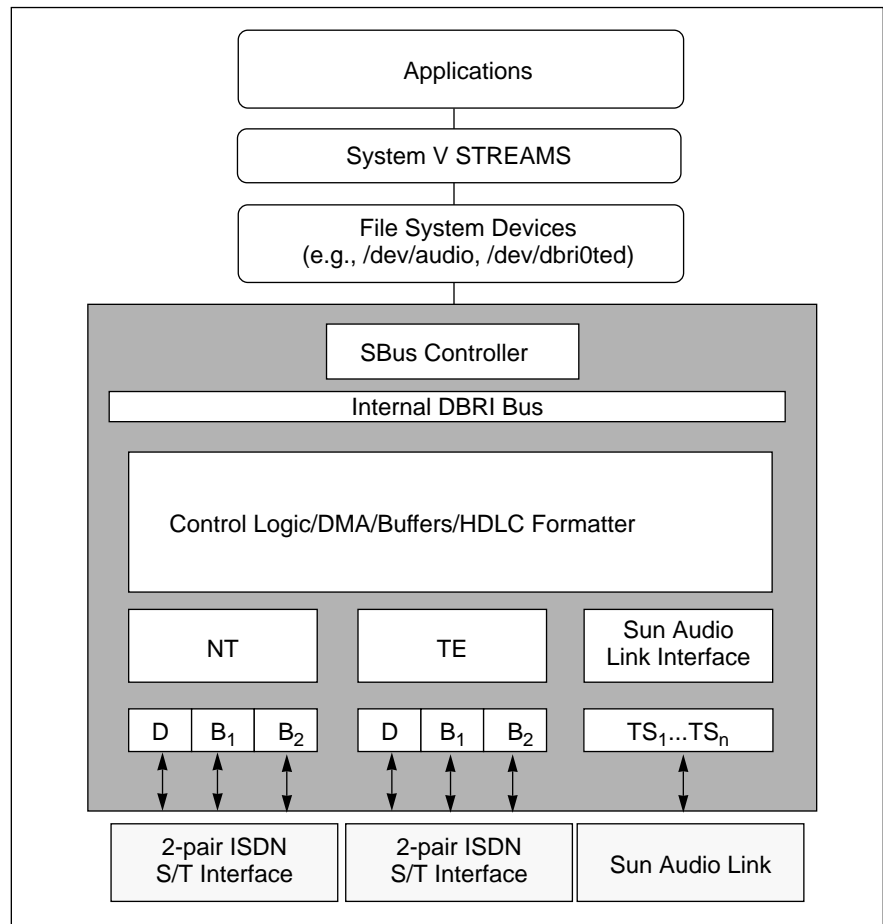 Applications
System V STREAMS
File System Devices
(e.g., /dev/audio, /dev/dbri0ted)
SBus Controller
Internal DBRI Bus
Control Logic/DMA/Buffers/HDLC Formatter
NT
TE
Sun Audio
Link Interface
D B₁ B₂
D B₁ B₂
TS₁...TSₙ
2-pair ISDN
S/T Interface
2-pair ISDN
S/T Interface
Sun Audio Link